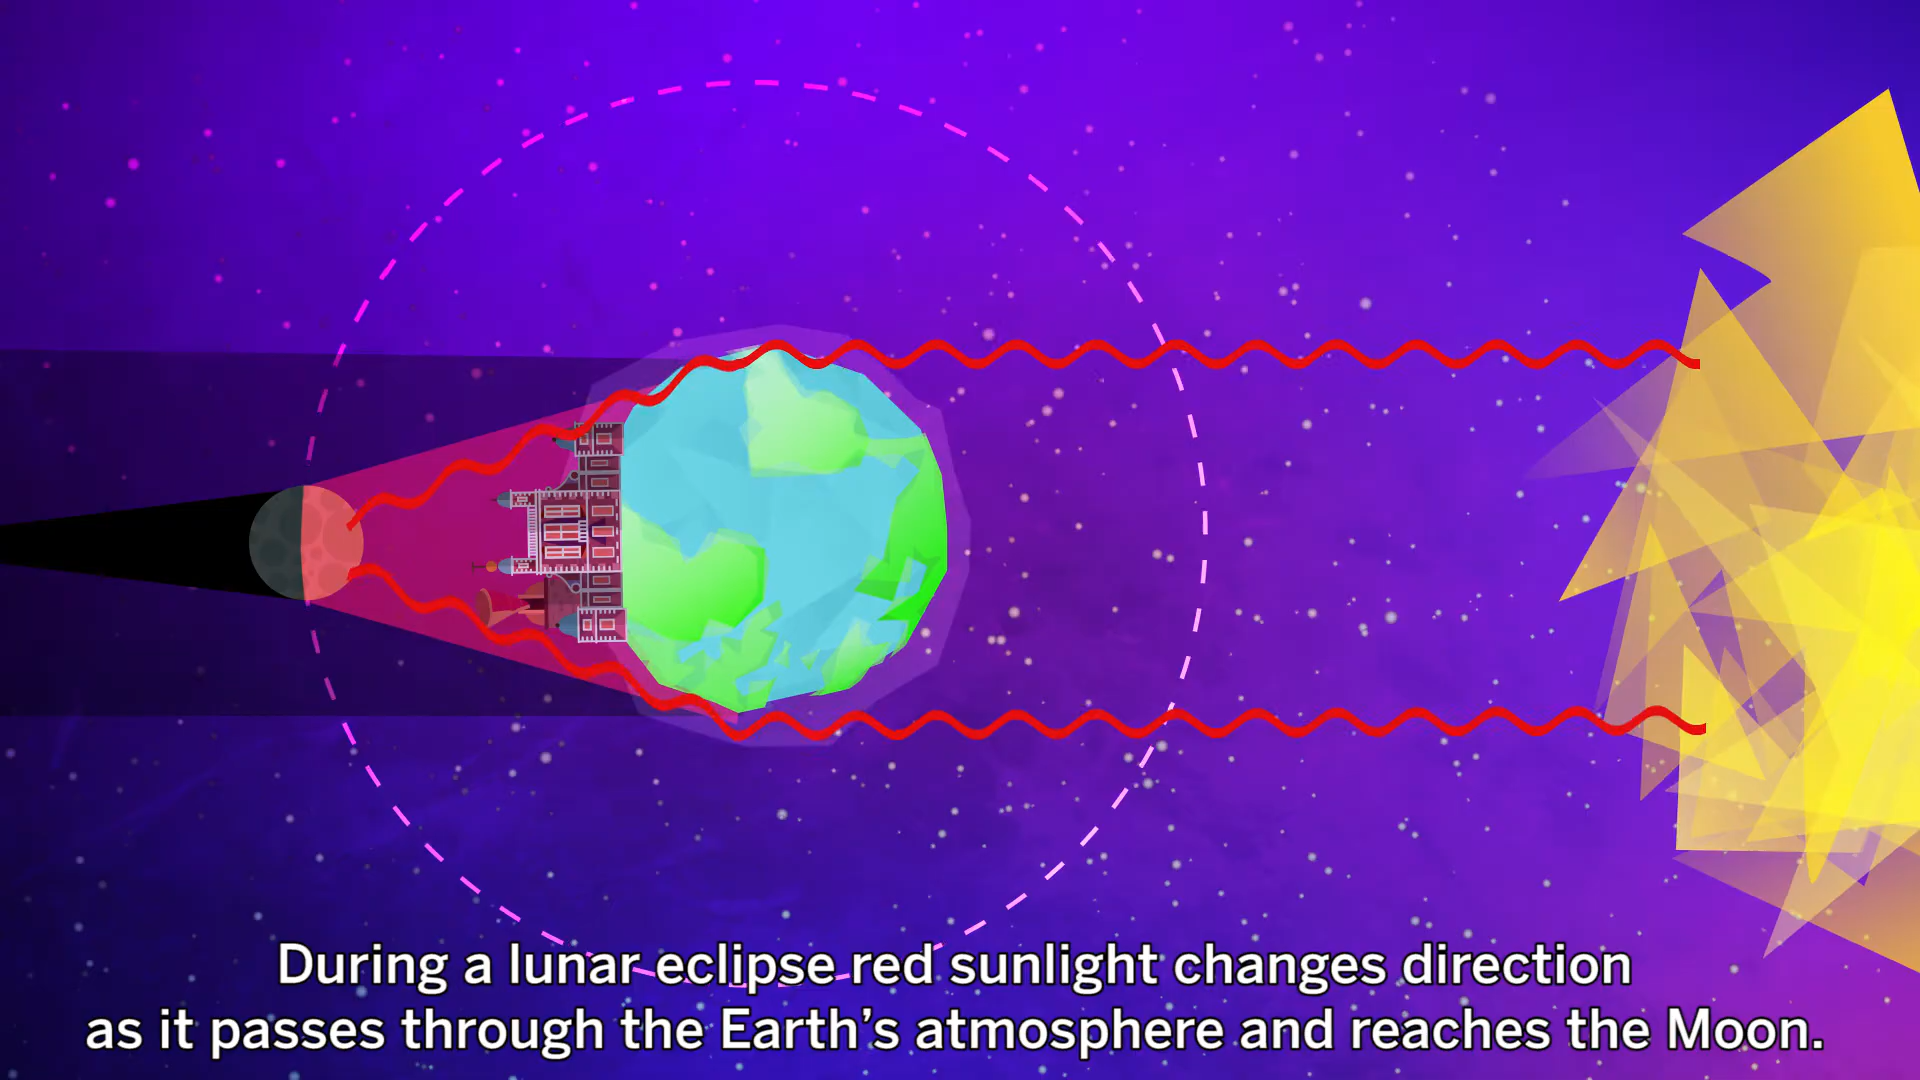 During a lunar eclipse red sunlight changes direction
as it passes through the Earth’s atmosphere and reaches the Moon.